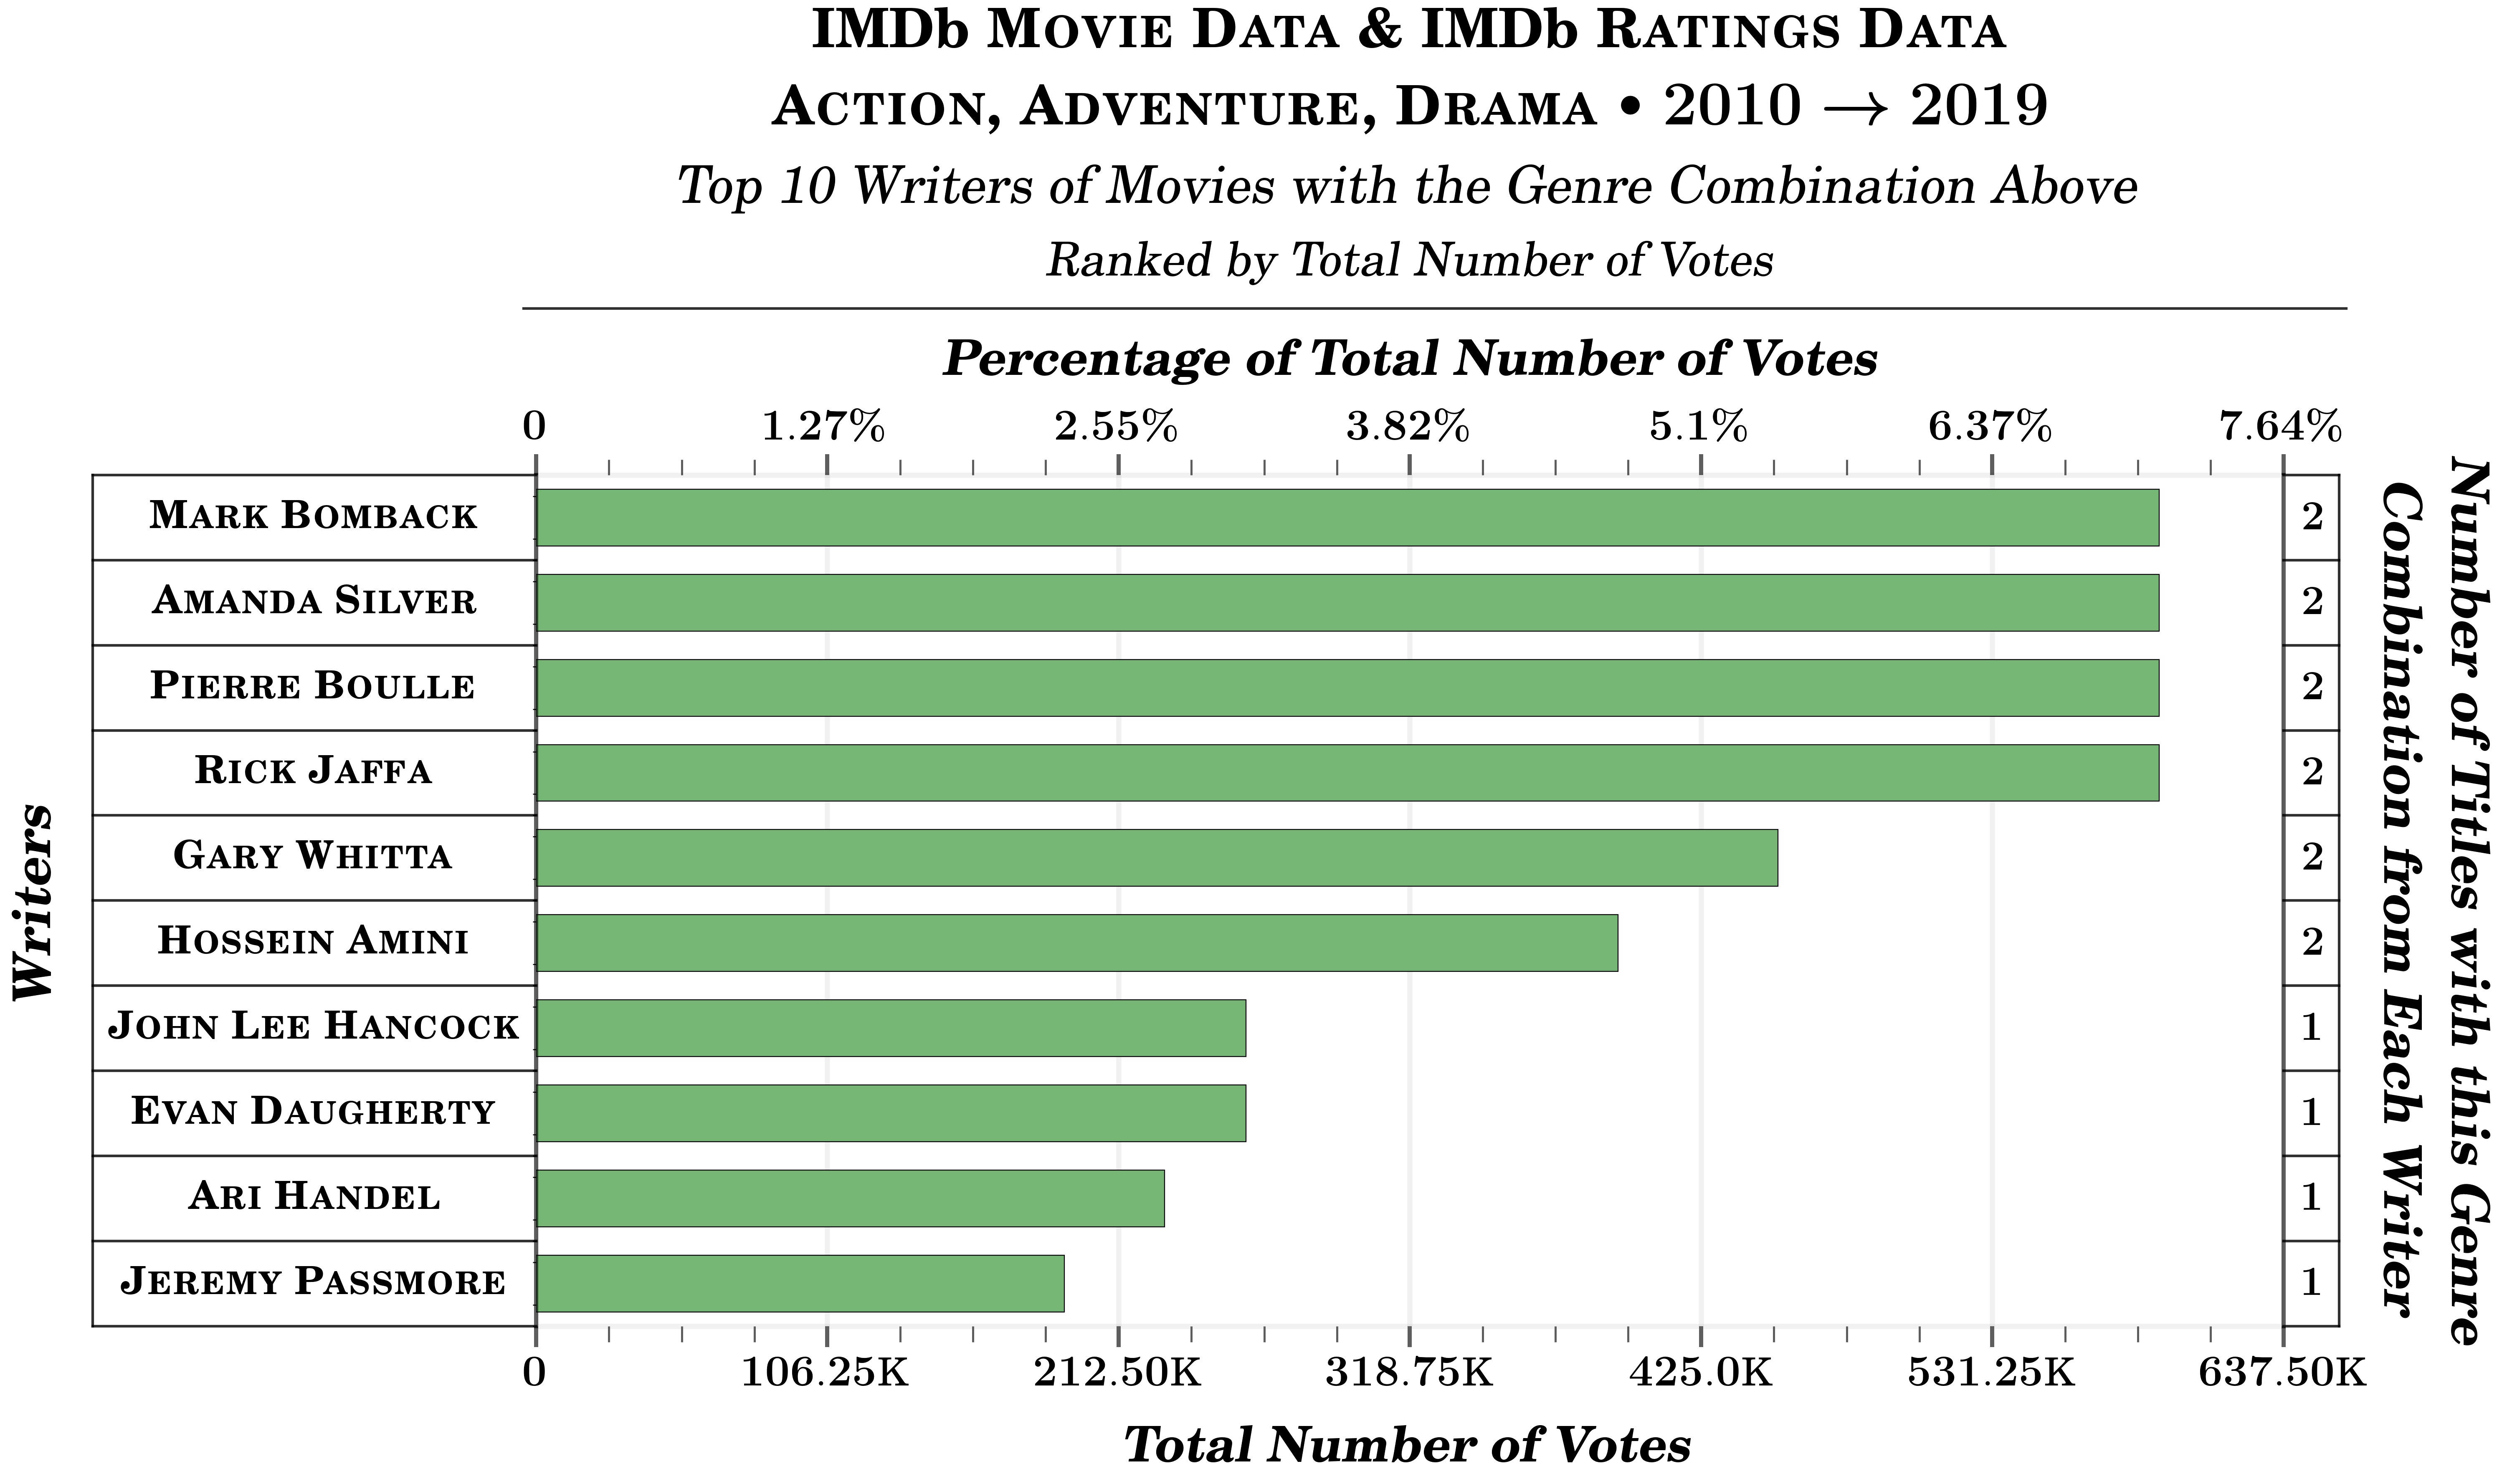 IMDb Movie Data & IMDb Ratings Data
Action, Adventure, Drama • 2010 → 2019
Top 10 Writers of Movies with the Genre Combination Above
Ranked by Total Number of Votes
Percentage of Total Number of Votes
0 1.27% 2.55% 3.82% 5.1% 6.37% 7.64%
Writers
Mark Bomback 2
Amanda Silver 2
Pierre Boulle 2
Rick Jaffa 2
Gary Whitta 2
Hossein Amini 2
John Lee Hancock 1
Evan Daugherty 1
Ari Handel 1
Jeremy Passmore 1
Number of Titles with this Genre
Combination from Each Writer
0 106.25K 212.50K 318.75K 425.0K 531.25K 637.50K
Total Number of Votes